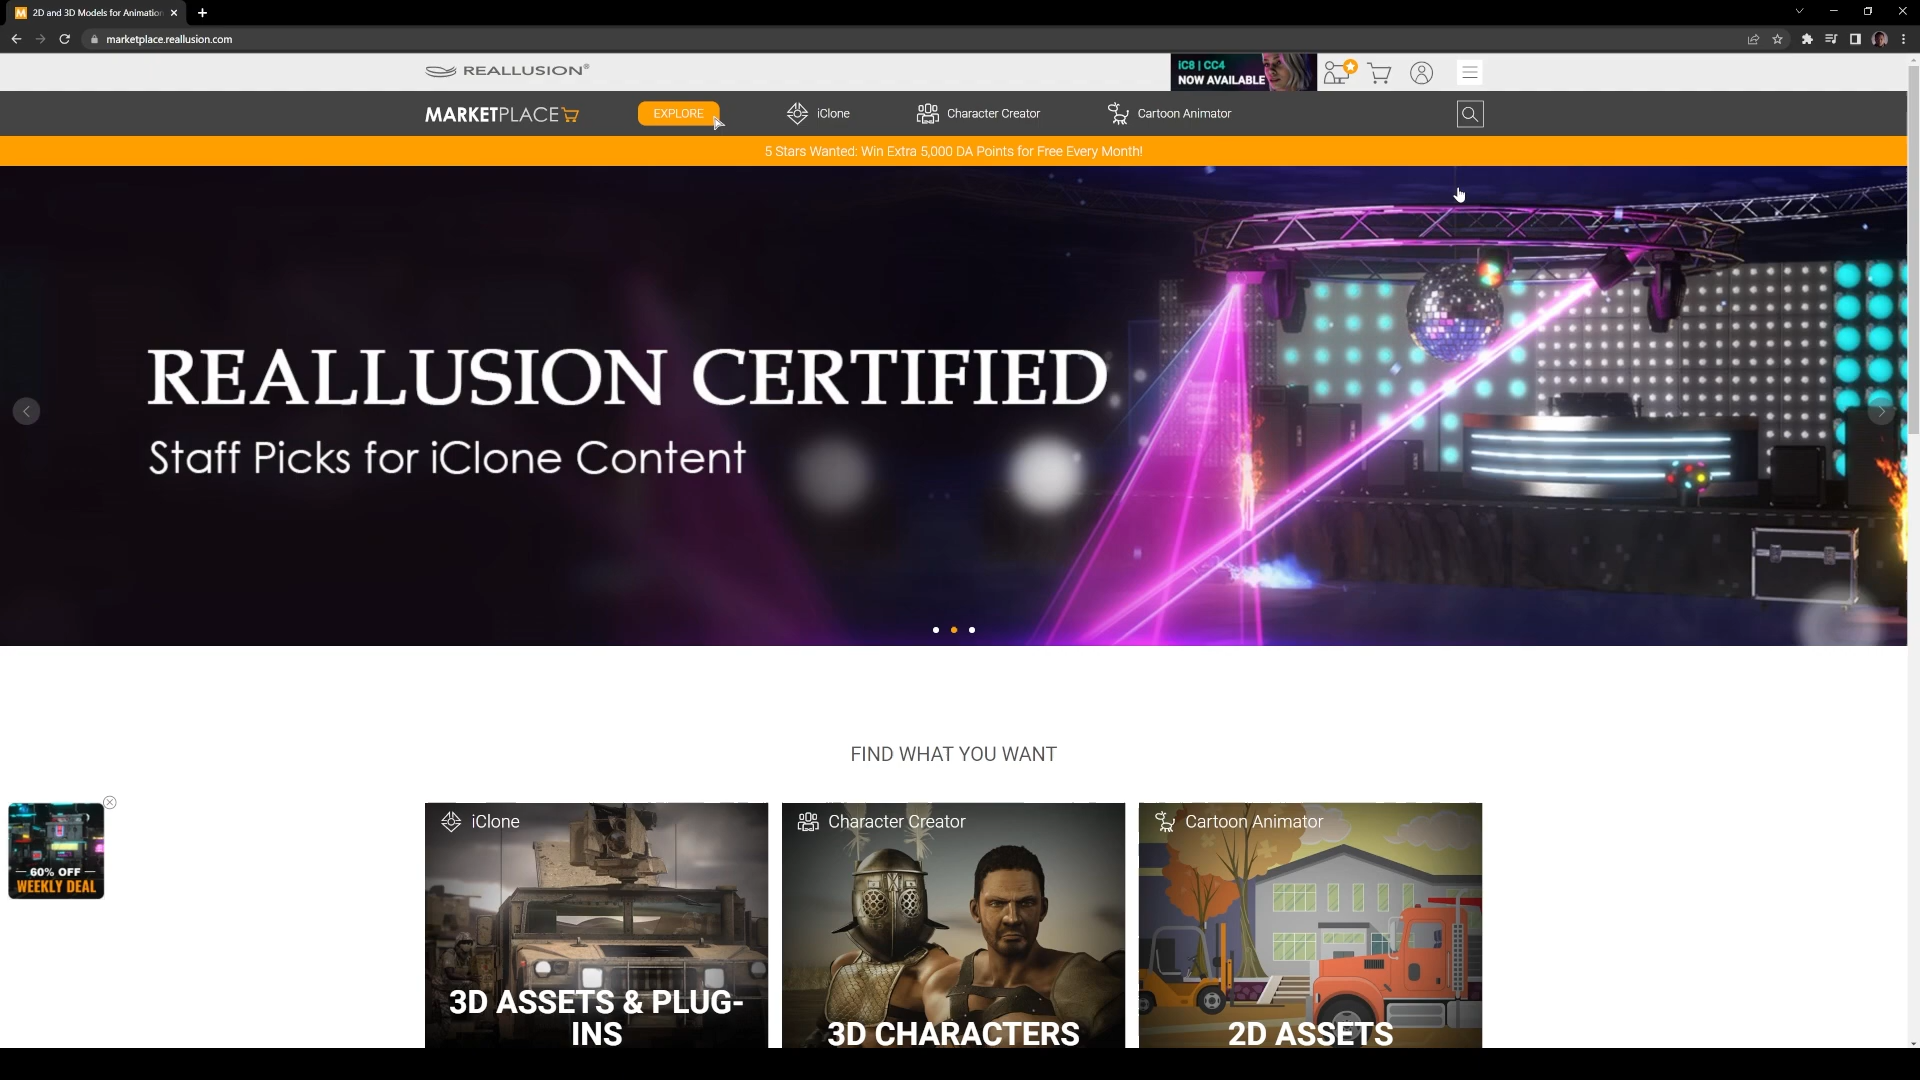 2D and 3D Models for Animation
marketplace.reallusion.com
REALLUSION®
iC8 | CC4
NOW AVAILABLE
MARKETPLACE
EXPLORE
iClone
Character Creator
Cartoon Animator
5 Stars Wanted: Win Extra 5,000 DA Points for Free Every Month!
REALLUSION CERTIFIED
Staff Picks for iClone Content
FIND WHAT YOU WANT
60% OFF
WEEKLY DEAL
iClone
3D ASSETS & PLUG-
INS
Character Creator
3D CHARACTERS
Cartoon Animator
2D ASSETS